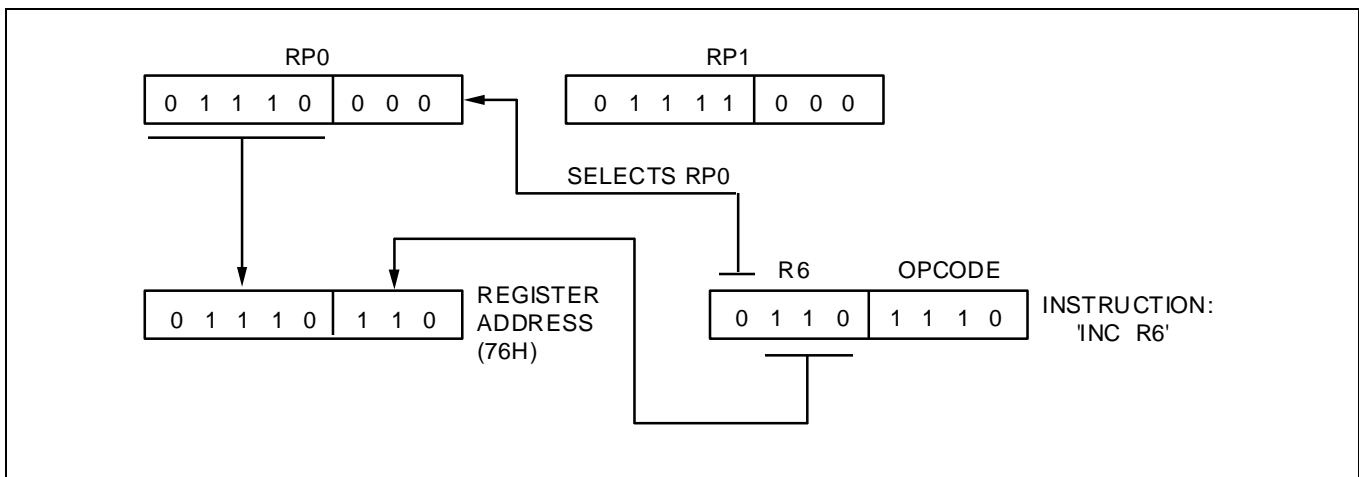 RP0
RP1
0 1 1 1 0 0 0 0
0 1 1 1 1 0 0 0
SELECTS RP0
R6 OPCODE
0 1 1 1 0 1 1 0
REGISTER
ADDRESS
(76H)
0 1 1 0 1 1 1 0
INSTRUCTION:
'INC R6'